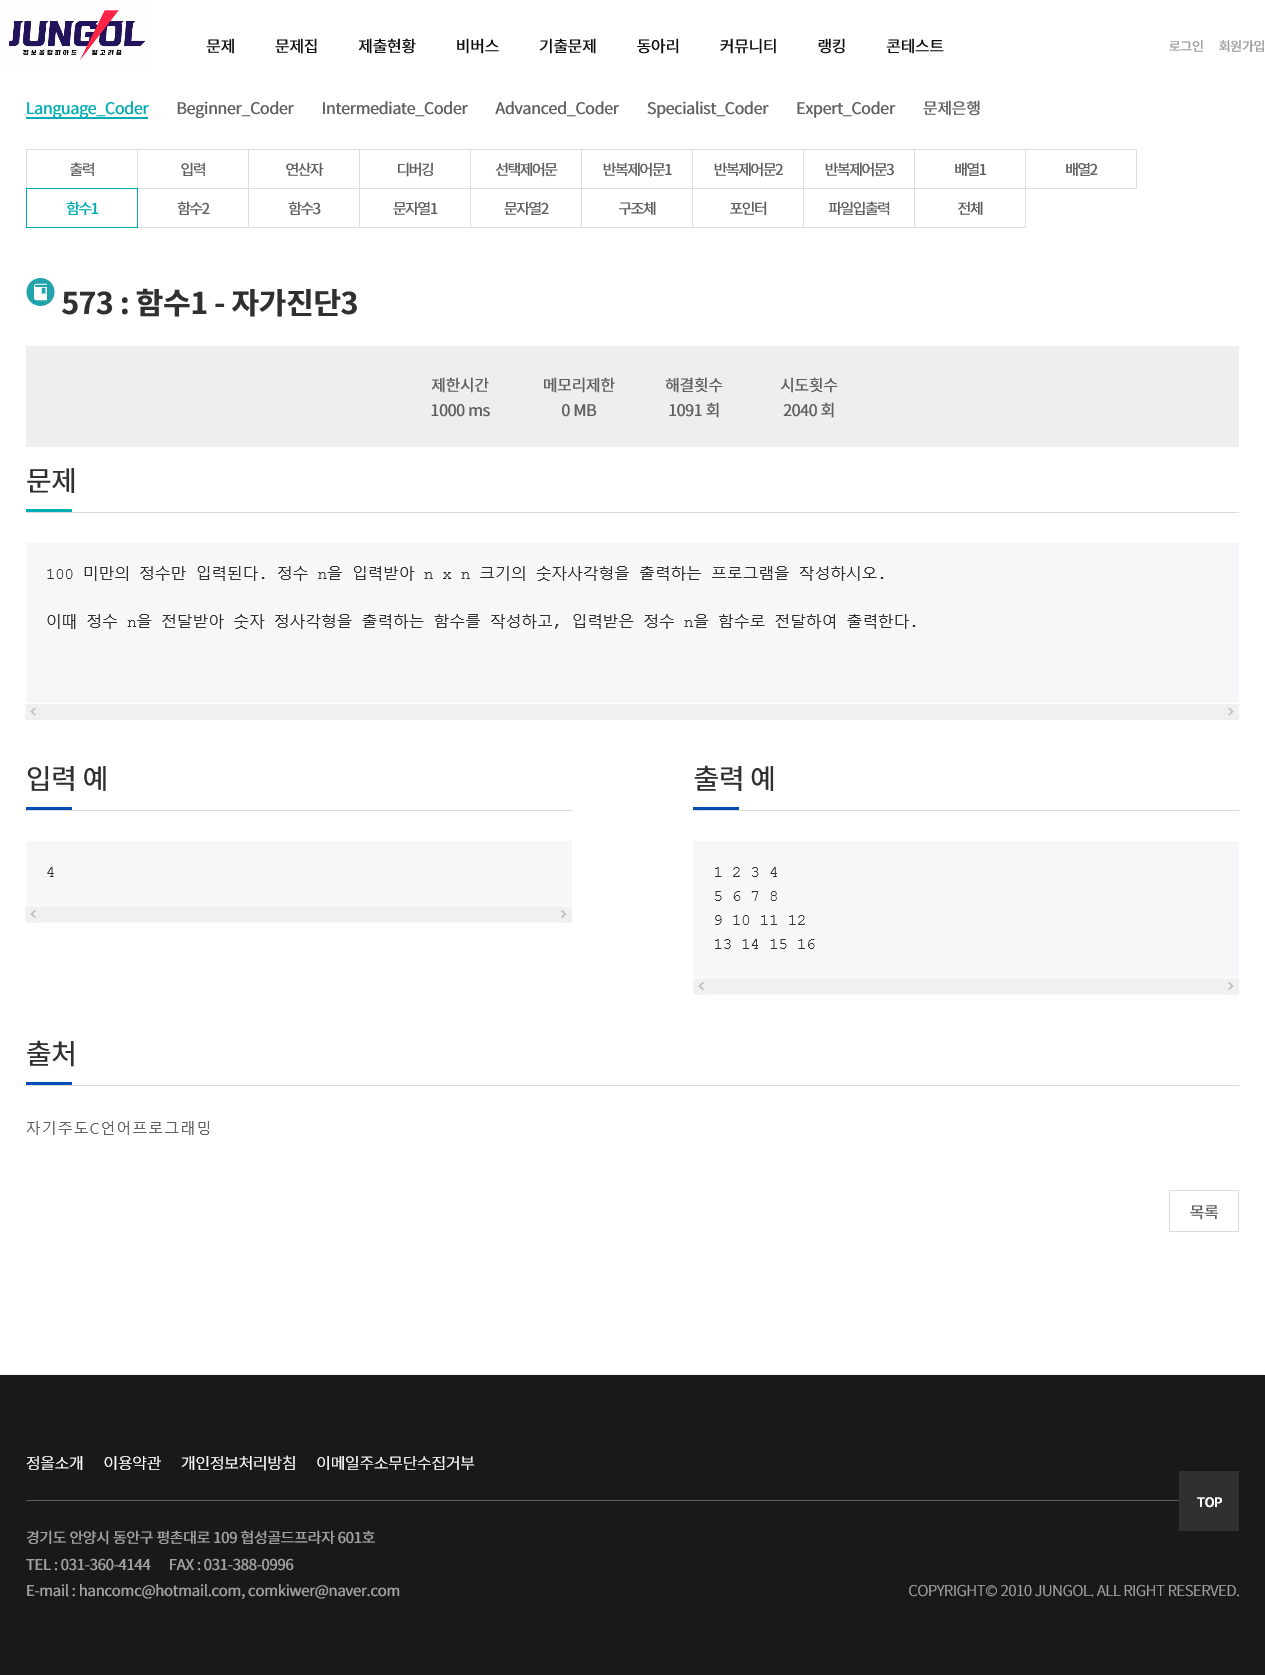 JUNGOL
정보올림피아드 알고리즘
문제 문제집 제출현황 비버스 기출문제 동아리 커뮤니티 랭킹 콘테스트
로그인 회원가입
Language_Coder Beginner_Coder Intermediate_Coder Advanced_Coder Specialist_Coder Expert_Coder 문제은행
출력 입력 연산자 디버깅 선택제어문 반복제어문1 반복제어문2 반복제어문3 배열1 배열2
함수1 함수2 함수3 문자열1 문자열2 구조체 포인터 파일입출력 전체
573 : 함수1 - 자가진단3
제한시간 메모리제한 해결횟수 시도횟수
1000 ms 0 MB 1091 회 2040 회
문제
100 미만의 정수만 입력된다. 정수 n을 입력받아 n x n 크기의 숫자사각형을 출력하는 프로그램을 작성하시오.
이때 정수 n을 전달받아 숫자 정사각형을 출력하는 함수를 작성하고, 입력받은 정수 n을 함수로 전달하여 출력한다.
입력 예
4
출력 예
1 2 3 4
5 6 7 8
9 10 11 12
13 14 15 16
출처
자기주도C언어프로그래밍
목록
정올소개 이용약관 개인정보처리방침 이메일주소무단수집거부
TOP
경기도 안양시 동안구 평촌대로 109 협성골드프라자 601호
TEL : 031-360-4144 FAX : 031-388-0996
E-mail : hancomc@hotmail.com, comkiwer@naver.com
COPYRIGHT© 2010 JUNGOL. ALL RIGHT RESERVED.